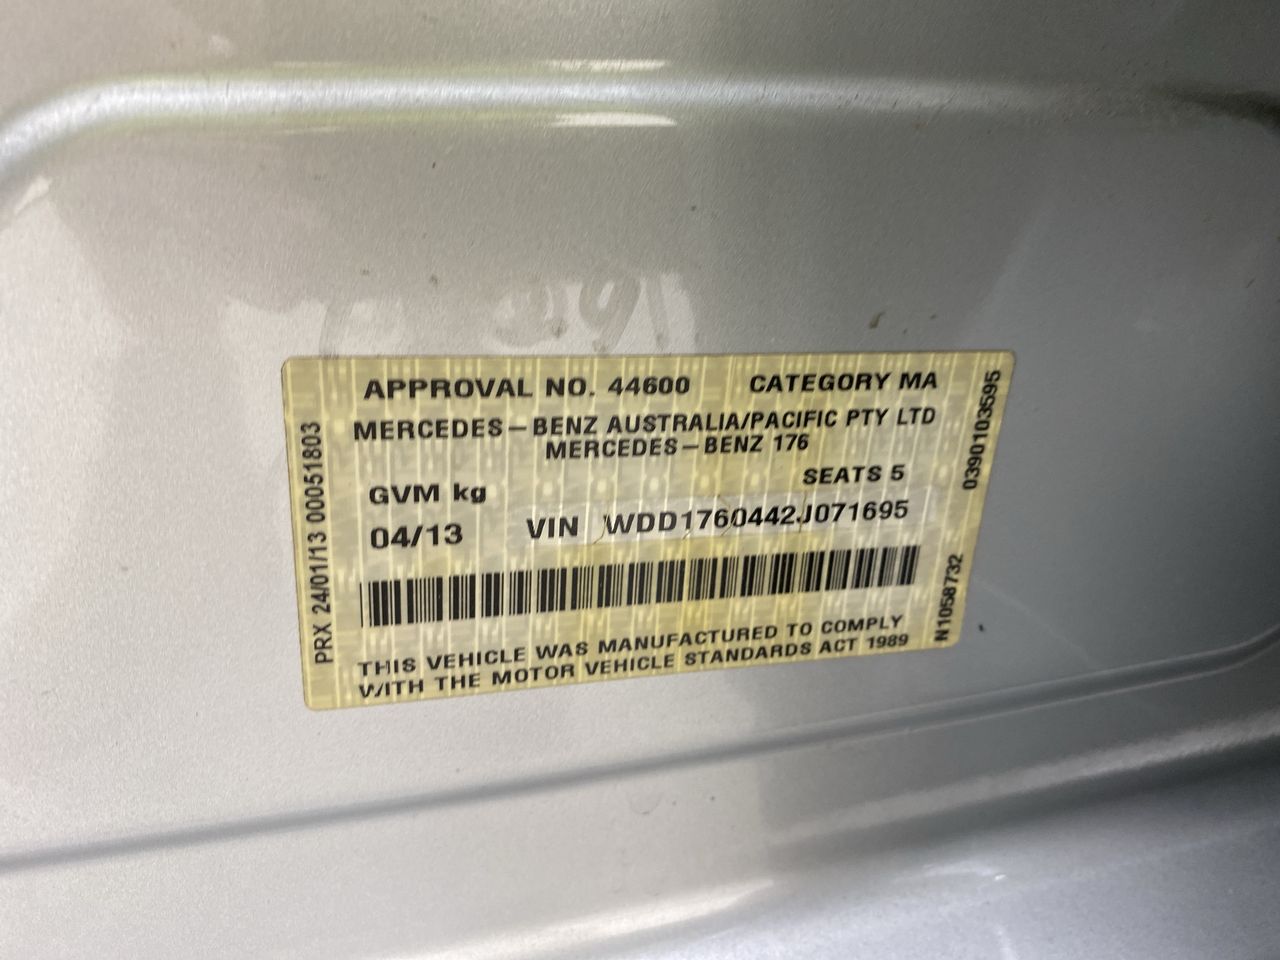 APPROVAL NO. 44600 CATEGORY MA
MERCEDES-BENZ AUSTRALIA/PACIFIC PTY LTD
MERCEDES-BENZ 176
SEATS 5
GVM kg
04/13 VIN WDD1760442J071695
THIS VEHICLE WAS MANUFACTURED TO COMPLY
WITH THE MOTOR VEHICLE STANDARDS ACT 1989
PRX 24/01/13 00051803
0390103595
N1058732